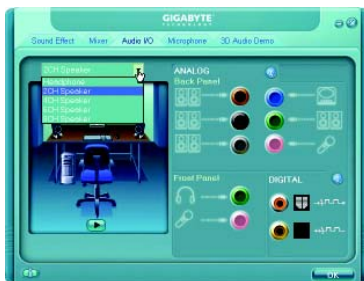 GIGABYTE
TECHNOLOGY
Sound Effect Mixer Audio I/O Microphone 3D Audio Demo
2CH Speaker
Headphone
2CH Speaker
4CH Speaker
6CH Speaker
8CH Speaker
ANALOG
Back Panel
Front Panel
DIGITAL
OK